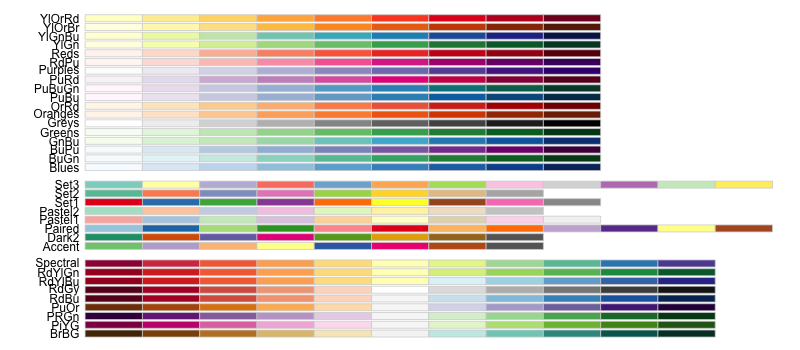 YlOrRd
YlOrBr
YlGnBu
YlGn
Reds
RdPu
Purples
PuRd
PuBuGn
PuBu
OrRd
Oranges
Greys
Greens
GnBu
BuPu
BuGn
Blues
Set3
Set2
Set1
Pastel2
Pastel1
Paired
Dark2
Accent
Spectral
RdYlGn
RdYlBu
RdGy
RdBu
PuOr
PRGn
PiYG
BrBG